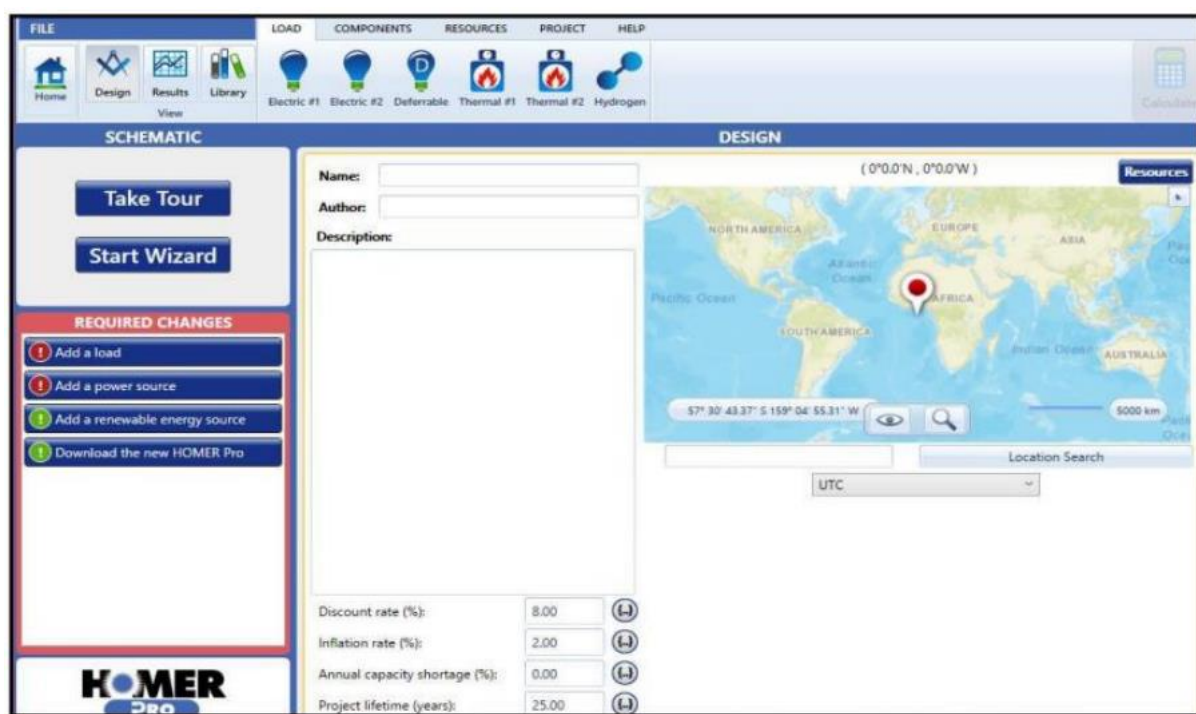 FILE
LOAD COMPONENTS RESOURCES PROJECT HELP
Home Design Results Library Electric #1 Electric #2 D Deferrable Thermal #1 Thermal #2 Hydrogen Calculate
View
SCHEMATIC
DESIGN
Take Tour
Start Wizard
REQUIRED CHANGES
! Add a load
! Add a power source
! Add a renewable energy source
! Download the new HOMER Pro
HOMER
PRO
Name:
Author:
Description:
Discount rate (%): 8.00 {..}
Inflation rate (%): 2.00 {..}
Annual capacity shortage (%): 0.00 {..}
Project lifetime (years): 25.00 {..}
( 0°0.0'N , 0°0.0'W )
Resources
NORTH AMERICA
EUROPE
ASIA
Atlantic
Ocean
Pacific Ocean
AFRICA
SOUTH AMERICA
Indian Ocean
AUSTRALIA
57° 30' 43.37" S 159° 04' 55.31" W
5000 km
Location Search
UTC